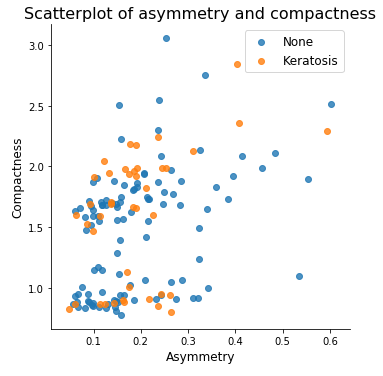 Scatterplot of asymmetry and compactness
None
Keratosis
Compactness
3.0
2.5
2.0
1.5
1.0
0.1 0.2 0.3 0.4 0.5 0.6
Asymmetry